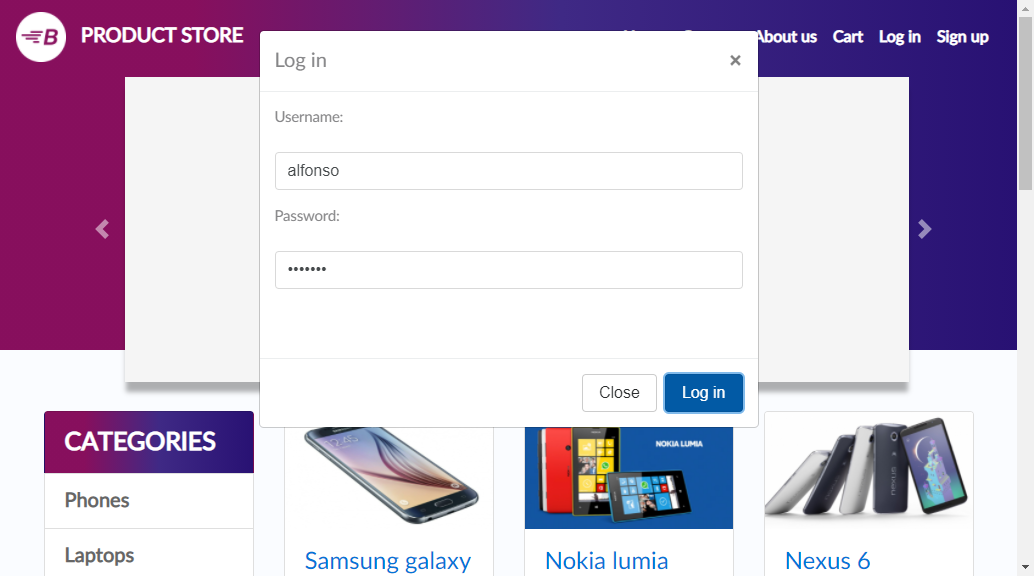 B
PRODUCT STORE
About us
Cart
Log in
Sign up
Log in
×
Username:
alfonso
Password:
•••••••
Close
Log in
CATEGORIES
Phones
Laptops
NOKIA LUMIA
nexus
Samsung galaxy
Nokia lumia
Nexus 6